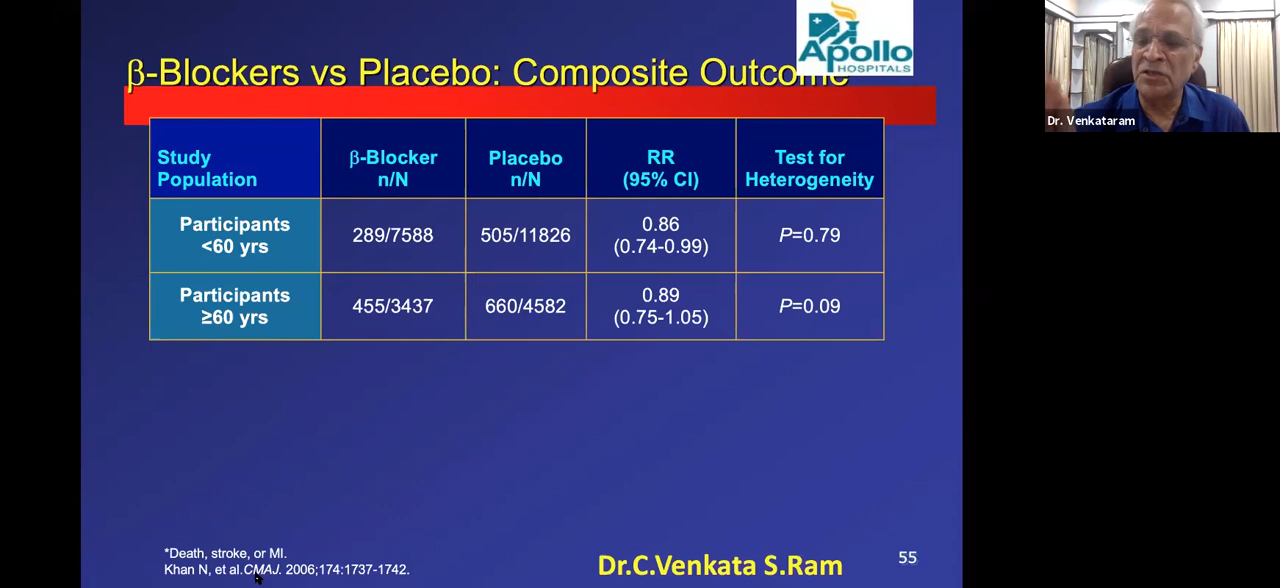 β-Blockers vs Placebo: Composite Outcome
Apollo
HOSPITALS
Dr. Venkataram
Study
Population
β-Blocker
n/N
Placebo
n/N
RR
(95% CI)
Test for
Heterogeneity
Participants
<60 yrs
289/7588
505/11826
0.86
(0.74-0.99)
P=0.79
Participants
≥60 yrs
455/3437
660/4582
0.89
(0.75-1.05)
P=0.09
*Death, stroke, or MI.
Khan N, et al.CMAJ. 2006;174:1737-1742.
Dr.C.Venkata S.Ram
55